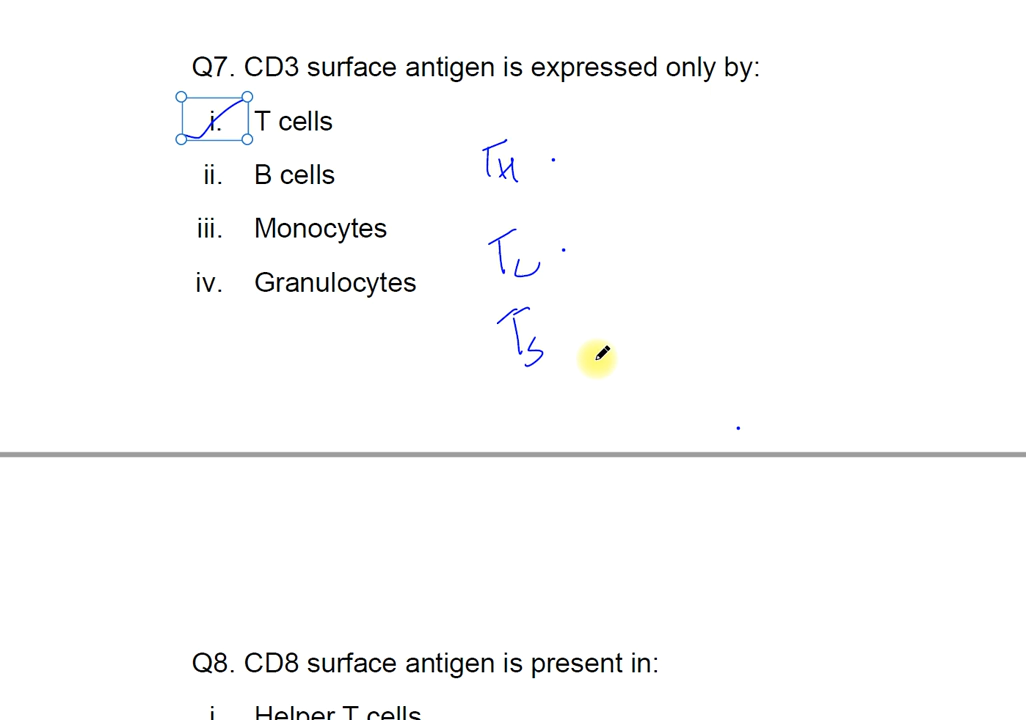 Q7. CD3 surface antigen is expressed only by:
i. T cells
ii. B cells
iii. Monocytes
iv. Granulocytes
TH
Tc
Ts
Q8. CD8 surface antigen is present in:
i. Helper T cells